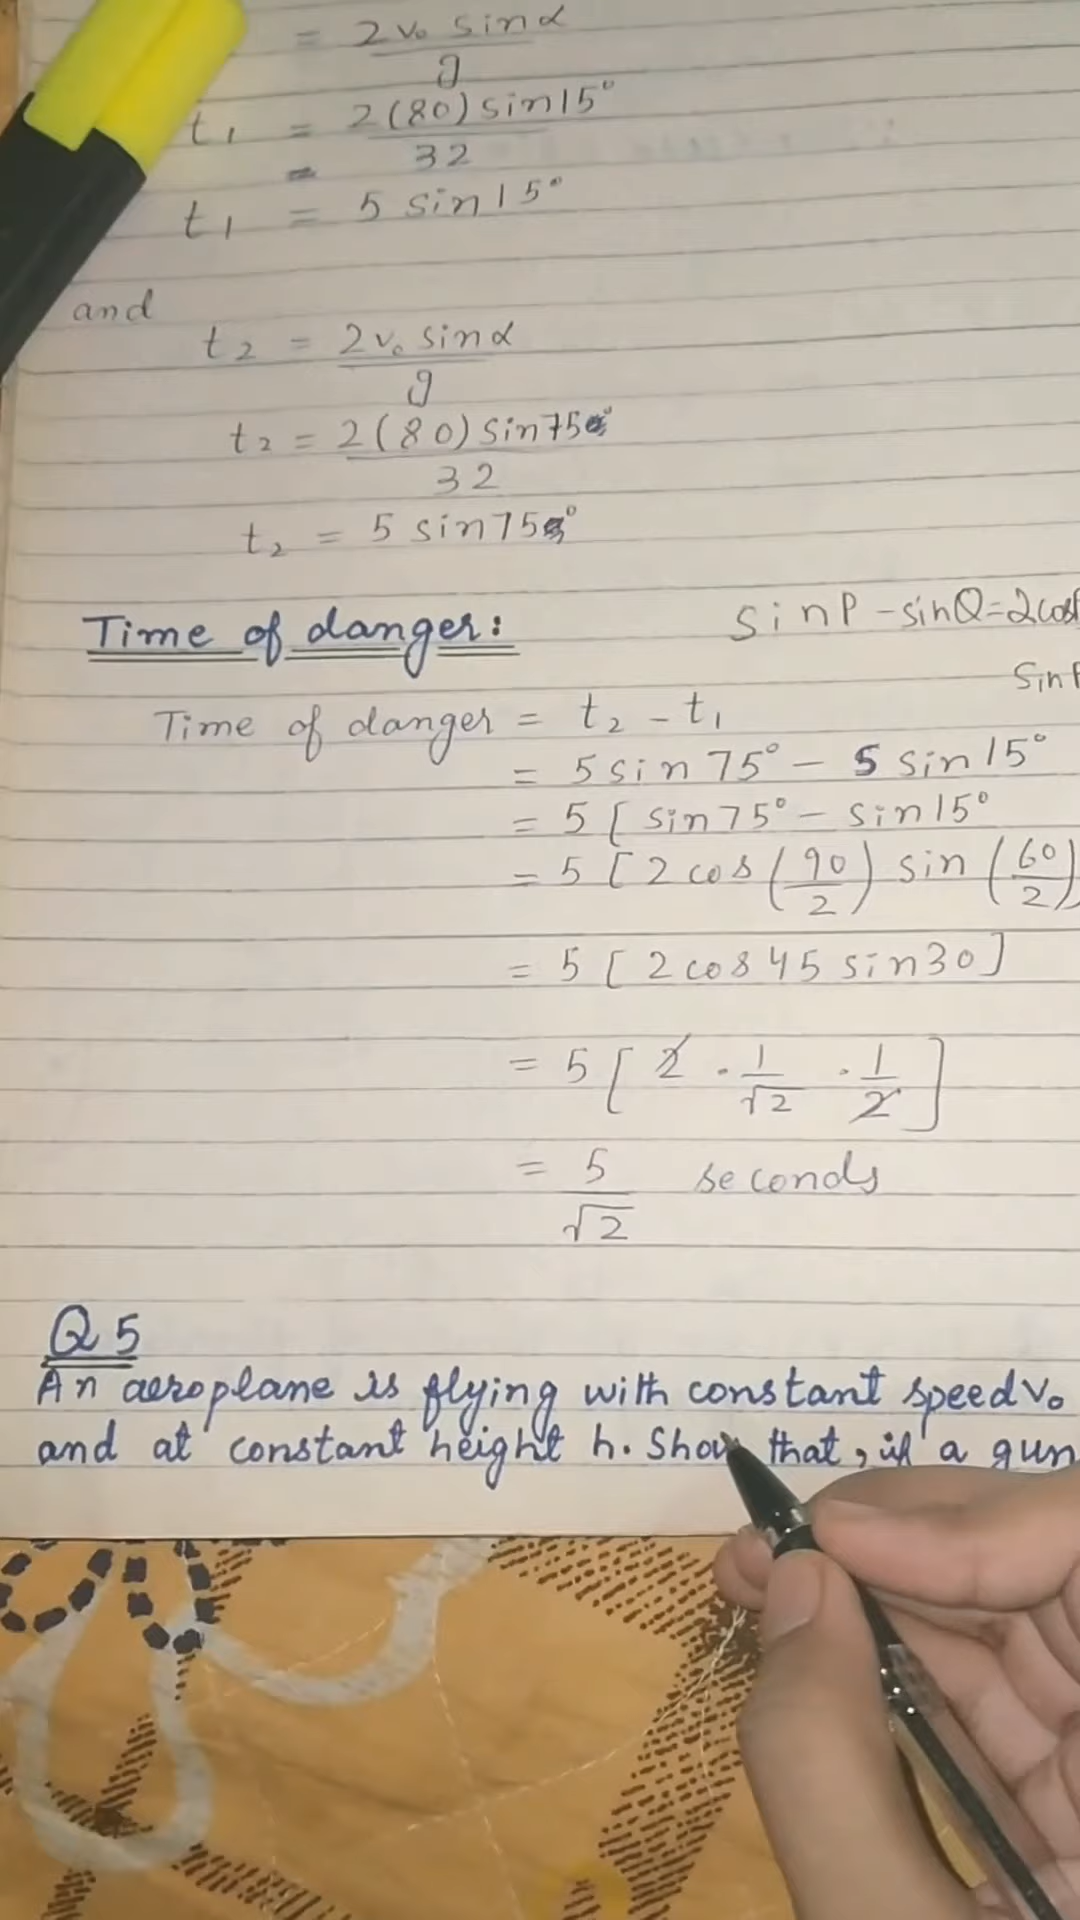 = 2v₀ sinα
g
t₁ = 2(80) sin15°
= 32
t₁ = 5 sin15°
and
t₂ = 2v₀ sinα
g
t₂ = 2(80) sin75°
32
t₂ = 5 sin75°
Time of danger:
sinP - sinQ = 2cos
Sin
Time of danger = t₂ - t₁
= 5 sin 75° - 5 sin 15°
= 5 [ sin75° - sin15°
= 5 [ 2 cos (90/2) sin (60/2)
= 5 [ 2 cos 45 sin30 ]
= 5 [ 2 . 1/√2 . 1/2 ]
= 5/√2 seconds
Q5
An aeroplane is flying with constant speed v₀
and at constant height h. Show that, if a gun